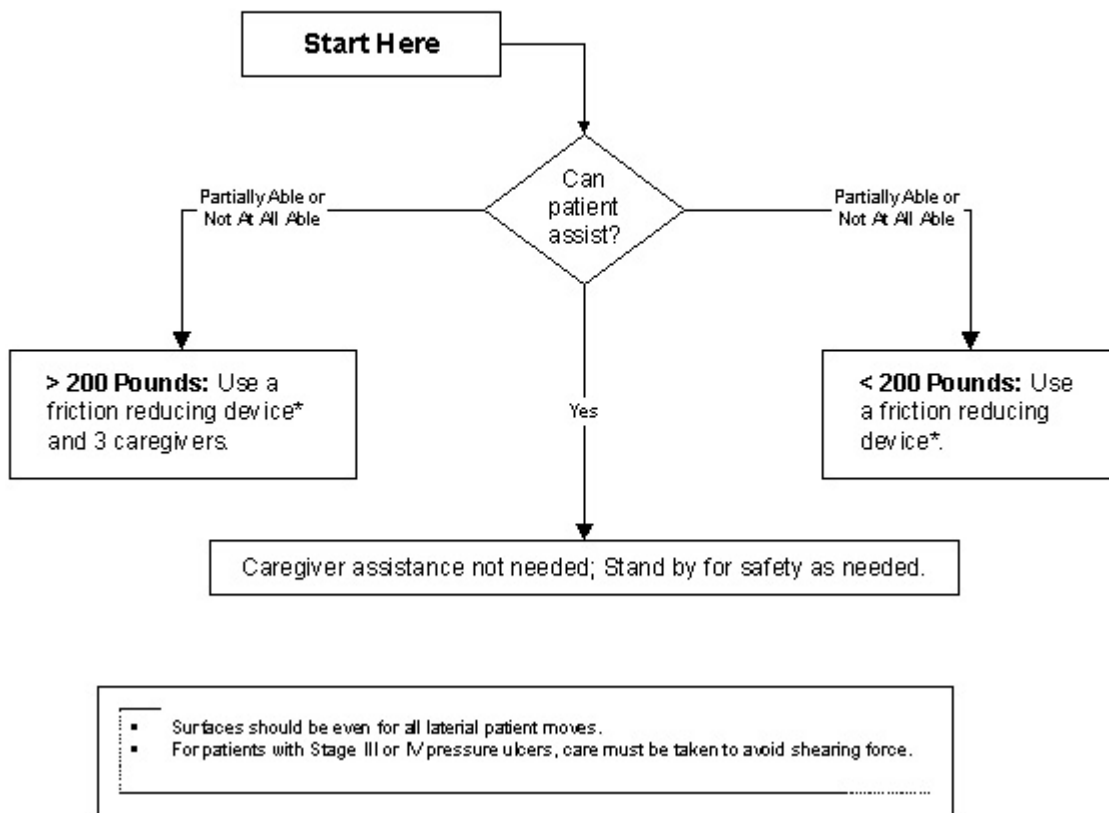 Start Here
Can
patient
assist?
Partially Able or
Not At All Able
Partially Able or
Not At All Able
> 200 Pounds: Use a
friction reducing device*
and 3 caregivers.
< 200 Pounds: Use
a friction reducing
device*.
Yes
Caregiver assistance not needed; Stand by for safety as needed.
▪ Surfaces should be even for all laterial patient moves.
▪ For patients with Stage III or IV pressure ulcers, care must be taken to avoid shearing force.